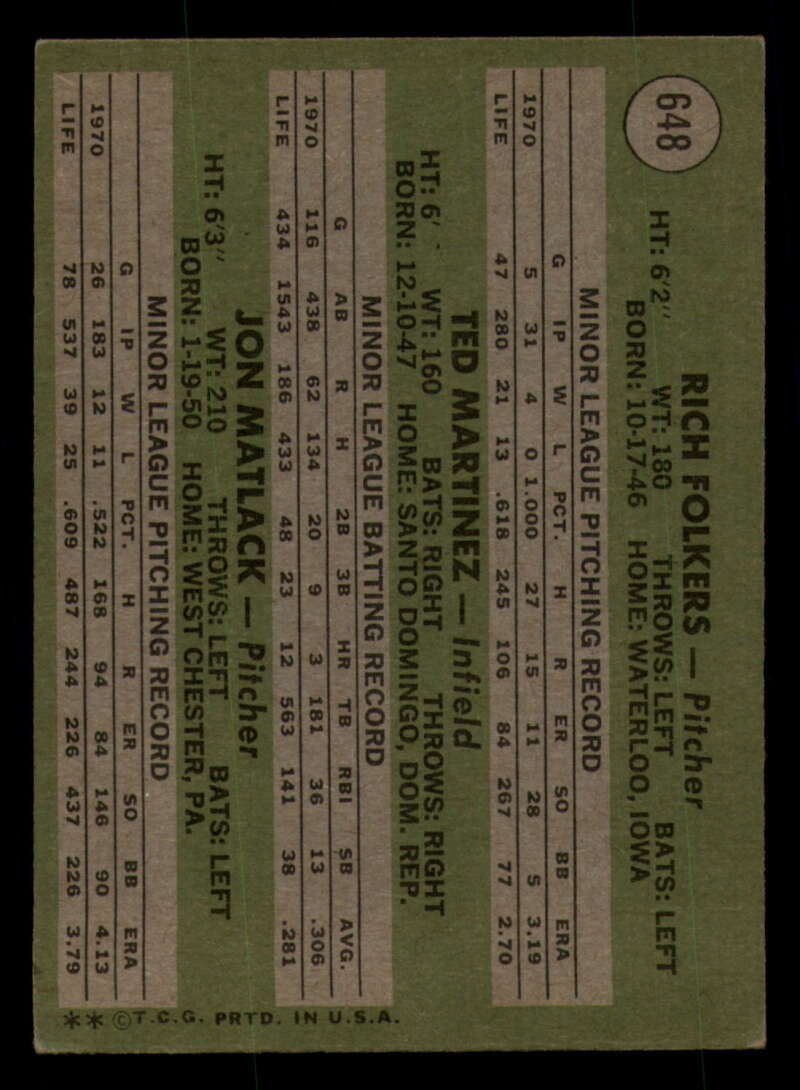 648
RICH FOLKERS — Pitcher
HT: 6'2" WT: 180 THROWS: LEFT BATS: LEFT
BORN: 10-17-46 HOME: WATERLOO, IOWA
MINOR LEAGUE PITCHING RECORD
G IP W L PCT. H R ER SO BB ERA
1970 5 31 4 0 1.000 27 15 11 28 5 3.19
LIFE 47 280 21 13 .618 245 106 84 267 77 2.70
TED MARTINEZ — Infield
HT: 6' WT: 160 BATS: RIGHT THROWS: RIGHT
BORN: 12-10-47 HOME: SANTO DOMINGO, DOM. REP.
MINOR LEAGUE BATTING RECORD
G AB R H 2B 3B HR TB RBI SB AVG.
1970 116 438 62 134 20 9 3 181 36 13 .306
LIFE 434 1543 186 433 48 23 12 563 141 38 .281
JON MATLACK — Pitcher
HT: 6'3" WT: 210 THROWS: LEFT BATS: LEFT
BORN: 1-19-50 HOME: WEST CHESTER, PA.
MINOR LEAGUE PITCHING RECORD
G IP W L PCT. H R ER SO BB ERA
1970 26 183 12 11 .522 168 94 84 146 90 4.13
LIFE 78 537 39 25 .609 487 244 226 437 226 3.79
** ©T.C.G. PRTD. IN U.S.A.